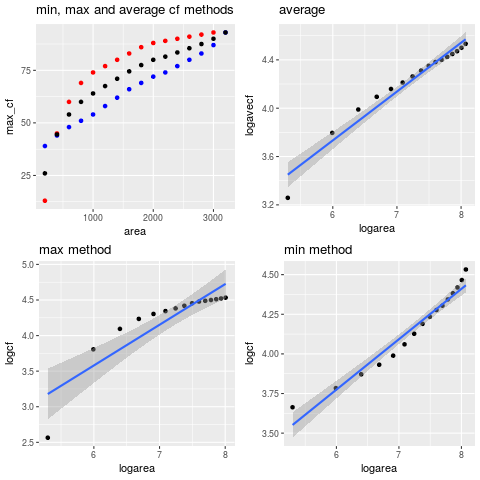 min, max and average cf methods
max_cf
75
50
25
1000
2000
3000
area
average
logavecf
4.4
4.0
3.6
3.2
6
7
8
logarea
max method
logcf
5.0
4.5
4.0
3.5
3.0
2.5
6
7
8
logarea
min method
logcf
4.50
4.25
4.00
3.75
3.50
6
7
8
logarea